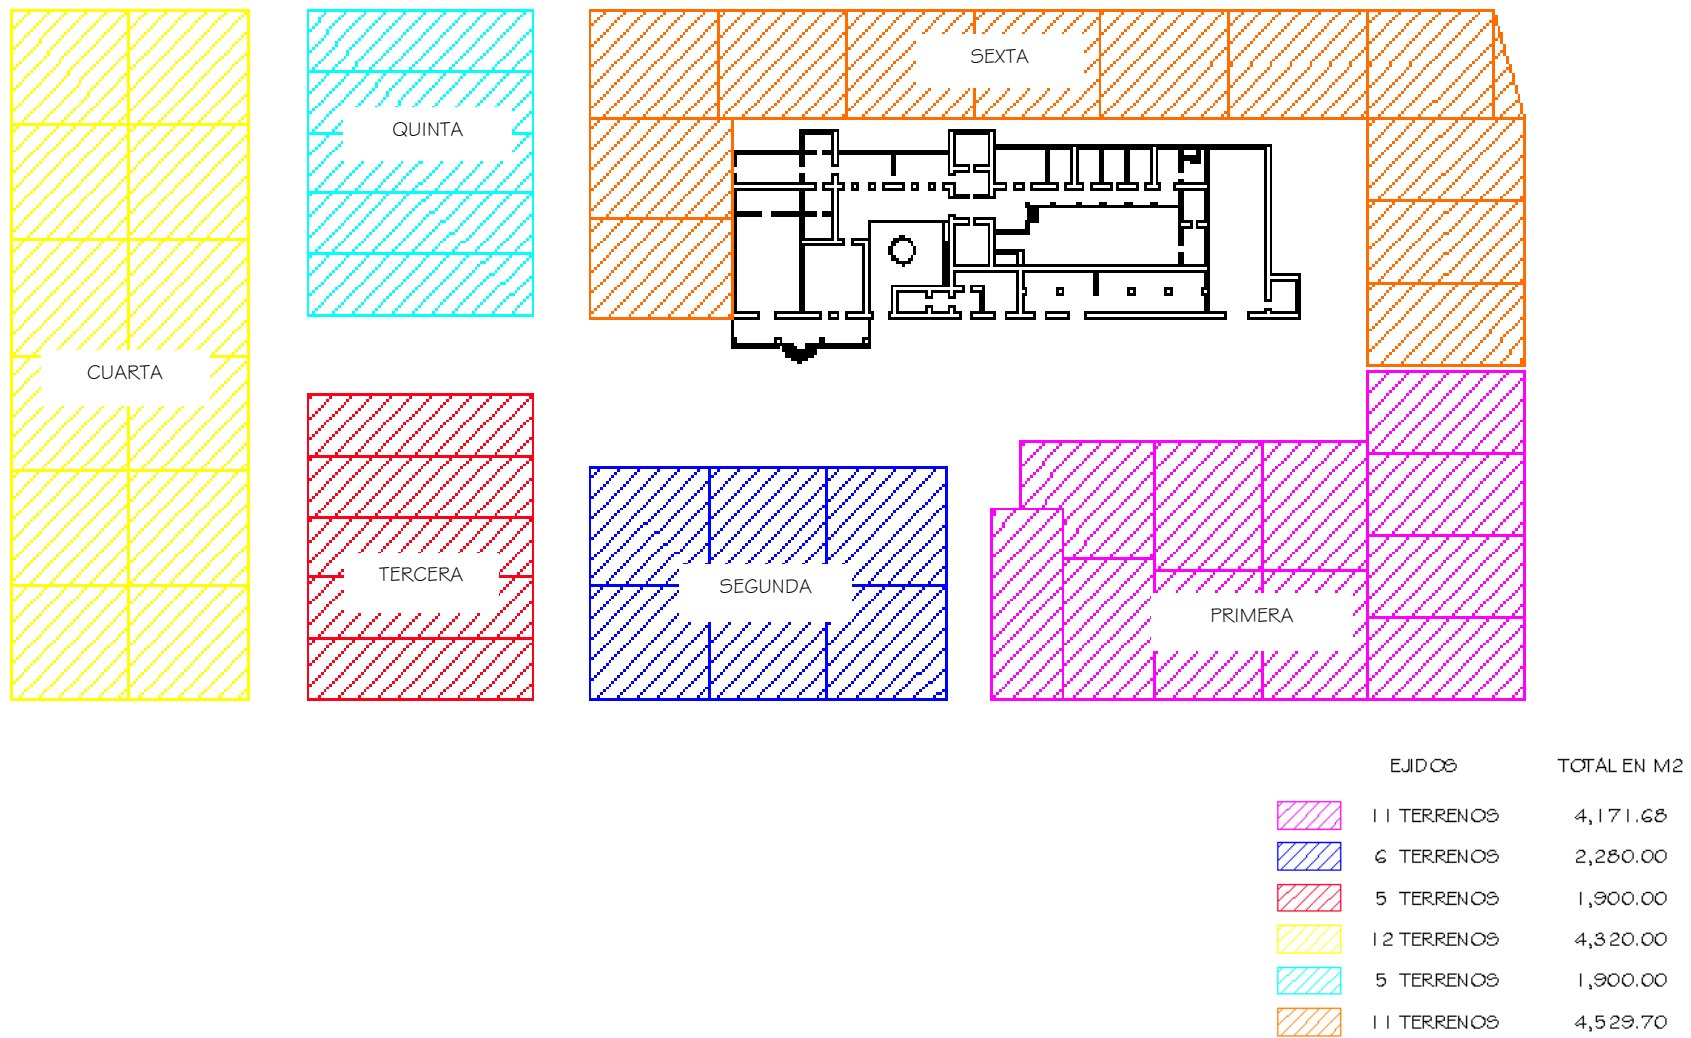 SEXTA
QUINTA
CUARTA
TERCERA
SEGUNDA
PRIMERA
EJIDOS TOTAL EN M2
11 TERRENOS 4,171.68
6 TERRENOS 2,280.00
5 TERRENOS 1,900.00
12 TERRENOS 4,320.00
5 TERRENOS 1,900.00
11 TERRENOS 4,529.70